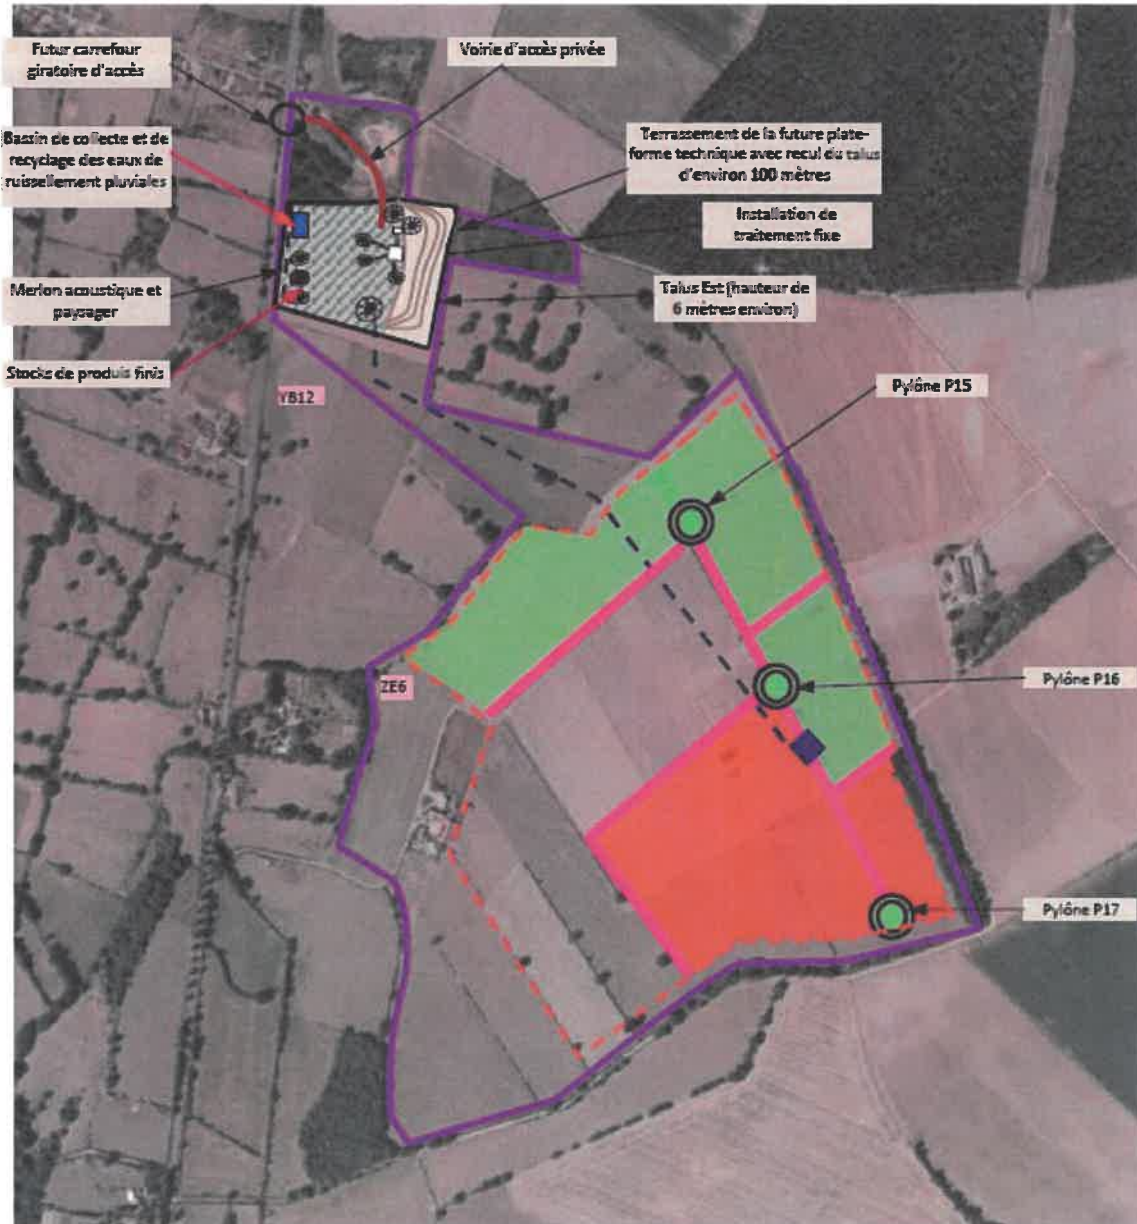 Futur carrefour
giratoire d'accès
Voirie d'accès privée
Bassin de collecte et de
recyclage des eaux de
ruissellement pluviales
Terrassement de la future plate-
forme technique avec recul du talus
d'environ 100 mètres
Installation de
traitement fixe
Merlon acoustique et
paysager
Talus Est (hauteur de
6 mètres environ)
Stocks de produis finis
YB12
Pylône P15
ZE6
Pylône P16
Pylône P17